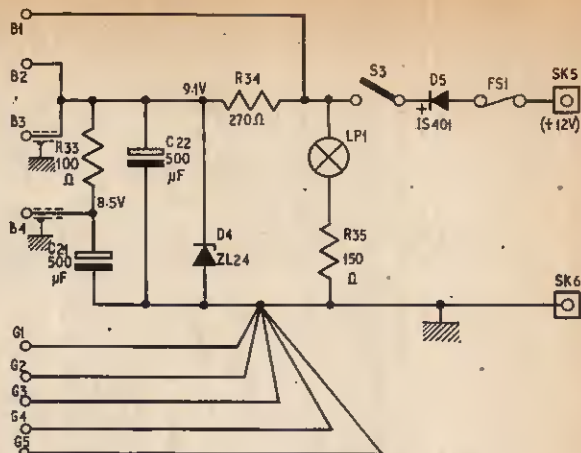 B1
B2
B3
B4
9·1V
R34
270Ω
S3
D5
1S401
FS1
SK5
(+12V)
R33
100
Ω
C22
500
µF
8·5V
C21
500
µF
D4
ZL24
LP1
R35
150
Ω
SK6
G1
G2
G3
G4
G5
+